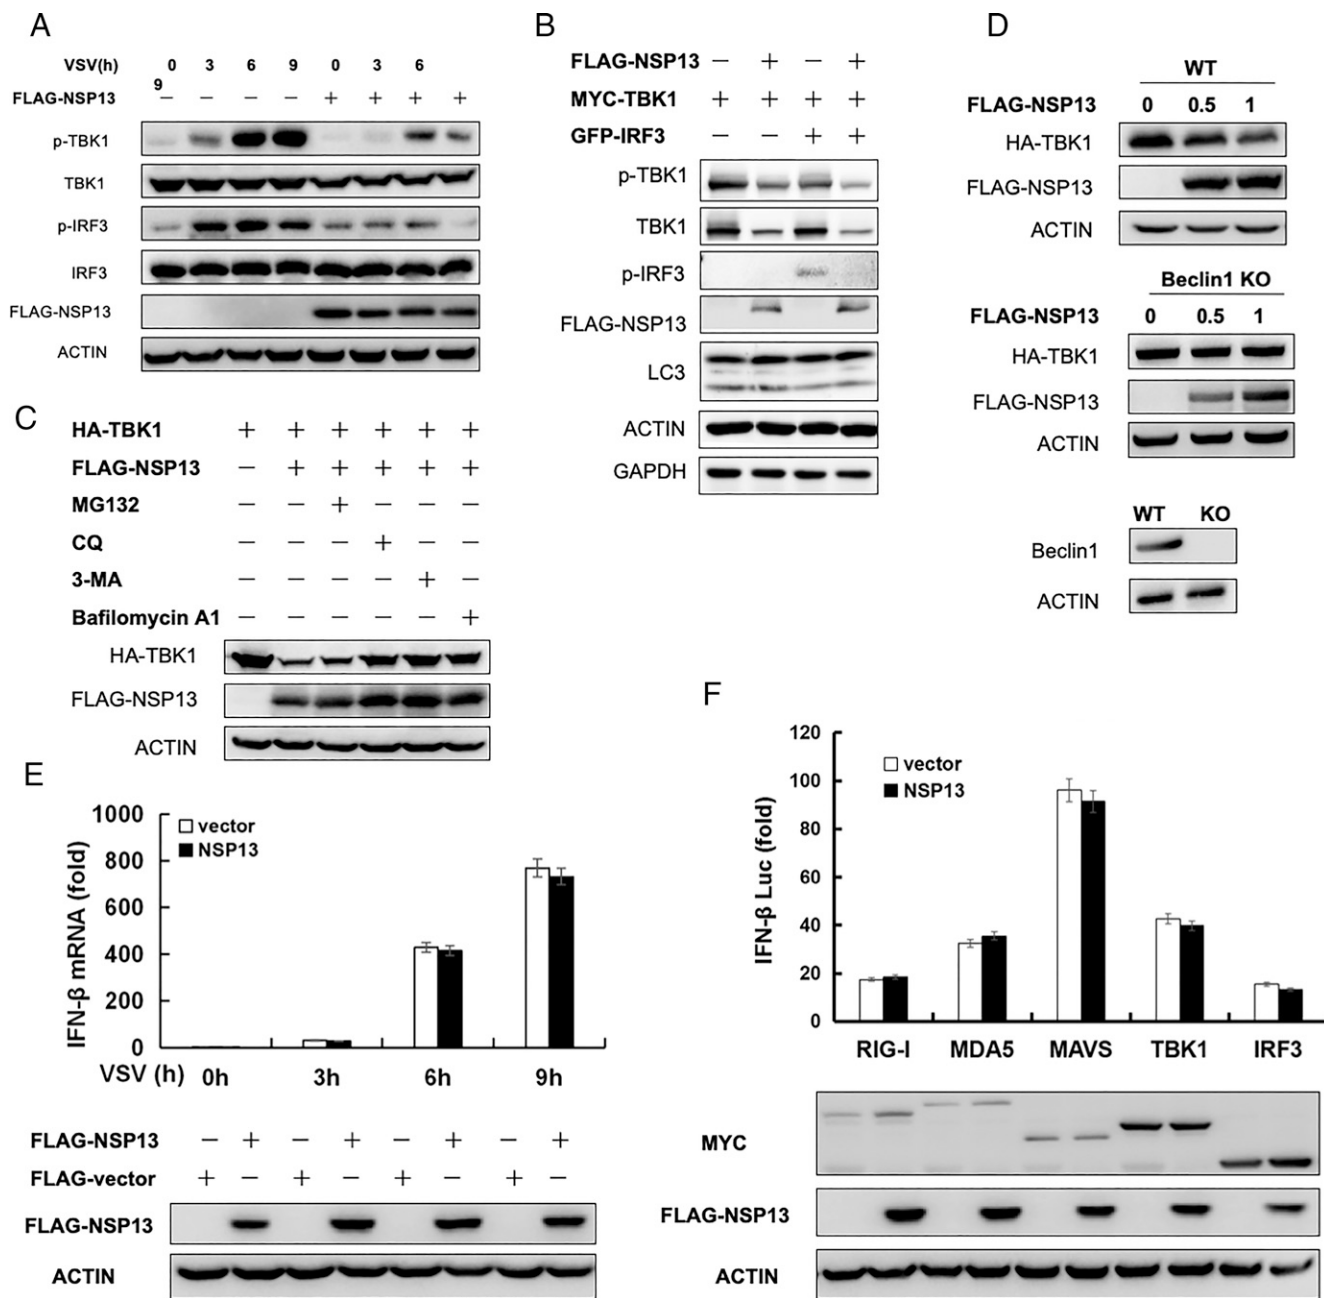 A
VSV(h) 0 3 6 9 0 3 6
9
FLAG-NSP13 − − − − + + + +
p-TBK1
TBK1
p-IRF3
IRF3
FLAG-NSP13
ACTIN
B
FLAG-NSP13 − + − +
MYC-TBK1 + + + +
GFP-IRF3 − − + +
p-TBK1
TBK1
p-IRF3
FLAG-NSP13
LC3
ACTIN
GAPDH
C
HA-TBK1 + + + + + +
FLAG-NSP13 − + + + + +
MG132 − − + − − −
CQ − − − + − −
3-MA − − − − + −
Bafilomycin A1 − − − − − +
HA-TBK1
FLAG-NSP13
ACTIN
D
WT
FLAG-NSP13 0 0.5 1
HA-TBK1
FLAG-NSP13
ACTIN
Beclin1 KO
FLAG-NSP13 0 0.5 1
HA-TBK1
FLAG-NSP13
ACTIN
WT KO
Beclin1
ACTIN
E
IFN-β mRNA (fold)
1000
800
600
400
200
0
vector
NSP13
VSV (h) 0h 3h 6h 9h
FLAG-NSP13 − + − + − + − +
FLAG-vector + − + − + − + −
FLAG-NSP13
ACTIN
F
IFN-β Luc (fold)
120
100
80
60
40
20
0
vector
NSP13
RIG-I MDA5 MAVS TBK1 IRF3
MYC
FLAG-NSP13
ACTIN